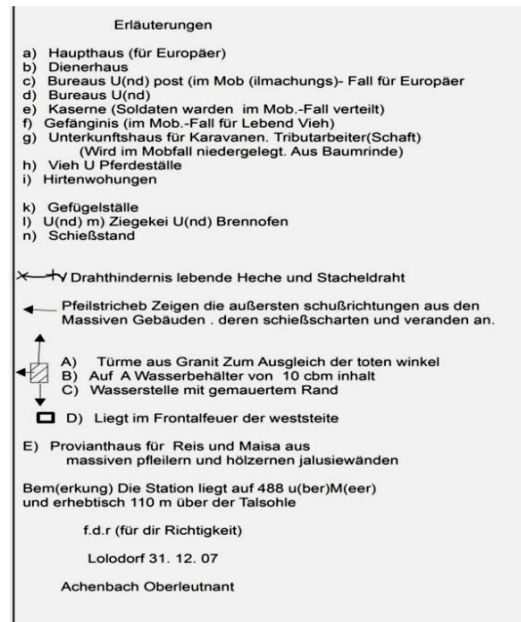 Erläuterungen
a) Haupthaus (für Europäer)
b) Dienerhaus
c) Bureaus U(nd) post (im Mob (ilmachungs)- Fall für Europäer
d) Bureaus U(nd)
e) Kaserne (Soldaten warden im Mob.-Fall verteilt)
f) Gefänginis (im Mob.-Fall für Lebend Vieh)
g) Unterkunftshaus für Karavanen. Tributarbeiter(Schaft)
(Wird im Mobfall niedergelegt. Aus Baumrinde)
h) Vieh U Pferdeställe
i) Hirtenwohungen
k) Gefügelställe
l) U(nd) m) Ziegekei U(nd) Brennofen
n) Schießstand
Drahthindernis lebende Heche und Stacheldraht
Pfeilstricheb Zeigen die außersten schußrichtungen aus den
Massiven Gebäuden . deren schießscharten und veranden an.
A) Türme aus Granit Zum Ausgleich der toten winkel
B) Auf A Wasserbehälter von 10 cbm inhalt
C) Wasserstelle mit gemauertem Rand
D) Liegt im Frontalfeuer der weststeite
E) Provianthaus für Reis und Maisa aus
massiven pfleilern und hölzernen jalusiewänden
Bem(erkung) Die Station liegt auf 488 u(ber)M(eer)
und erhebtisch 110 m über der Talsohle
f.d.r (für dir Richtigkeit)
Lolodorf 31. 12. 07
Achenbach Oberleutnant